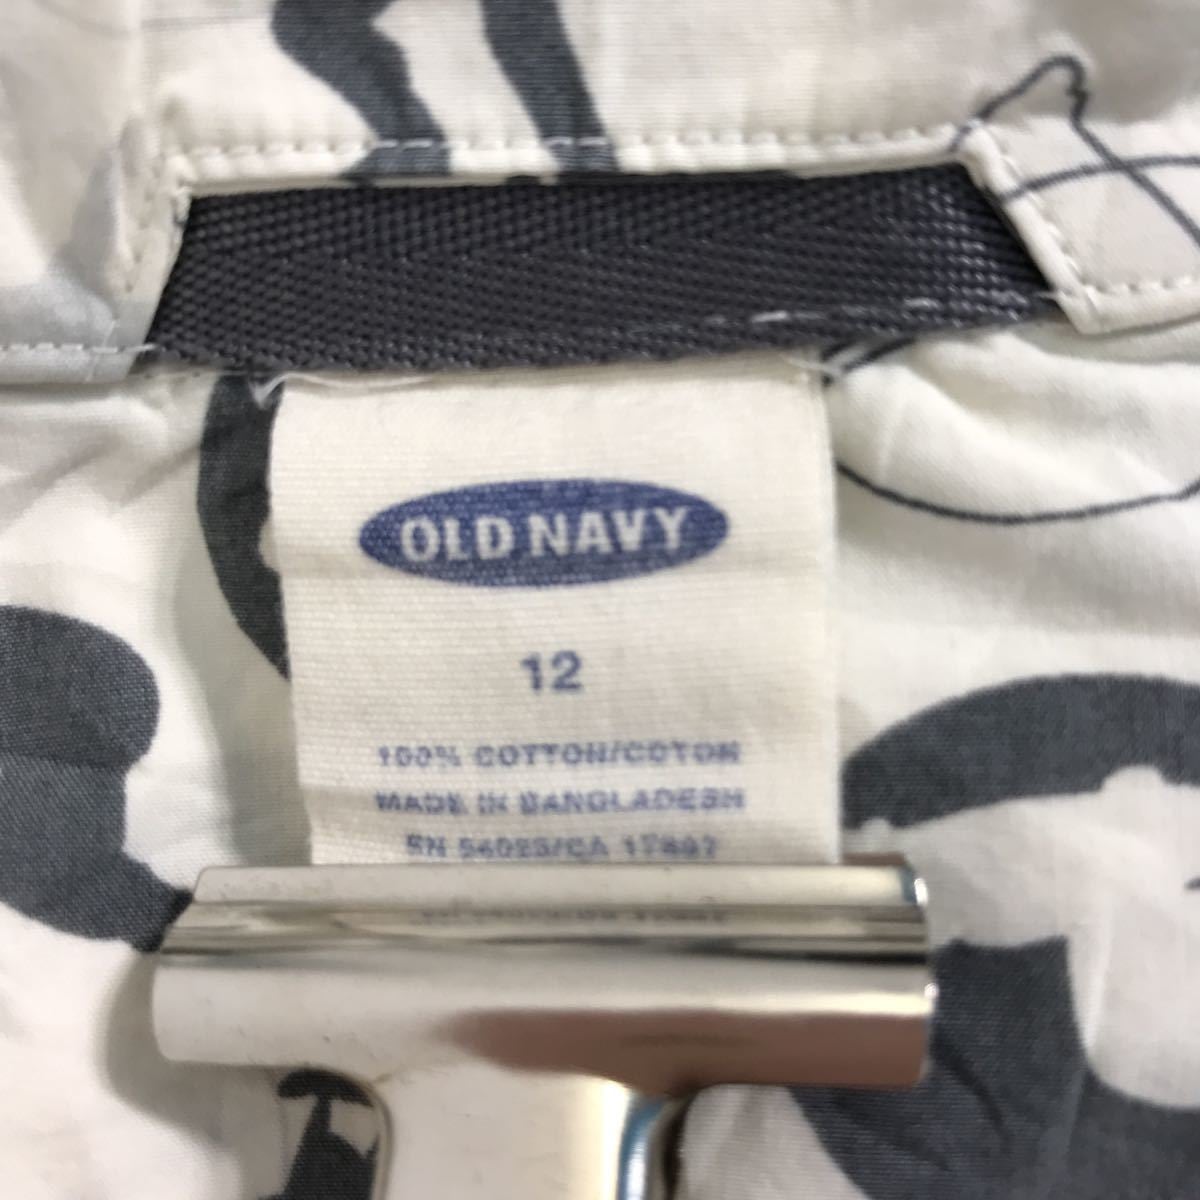 OLD NAVY
12
100% COTTON/COTON
MADE IN BANGLADESH
RN 54023/CA 17897